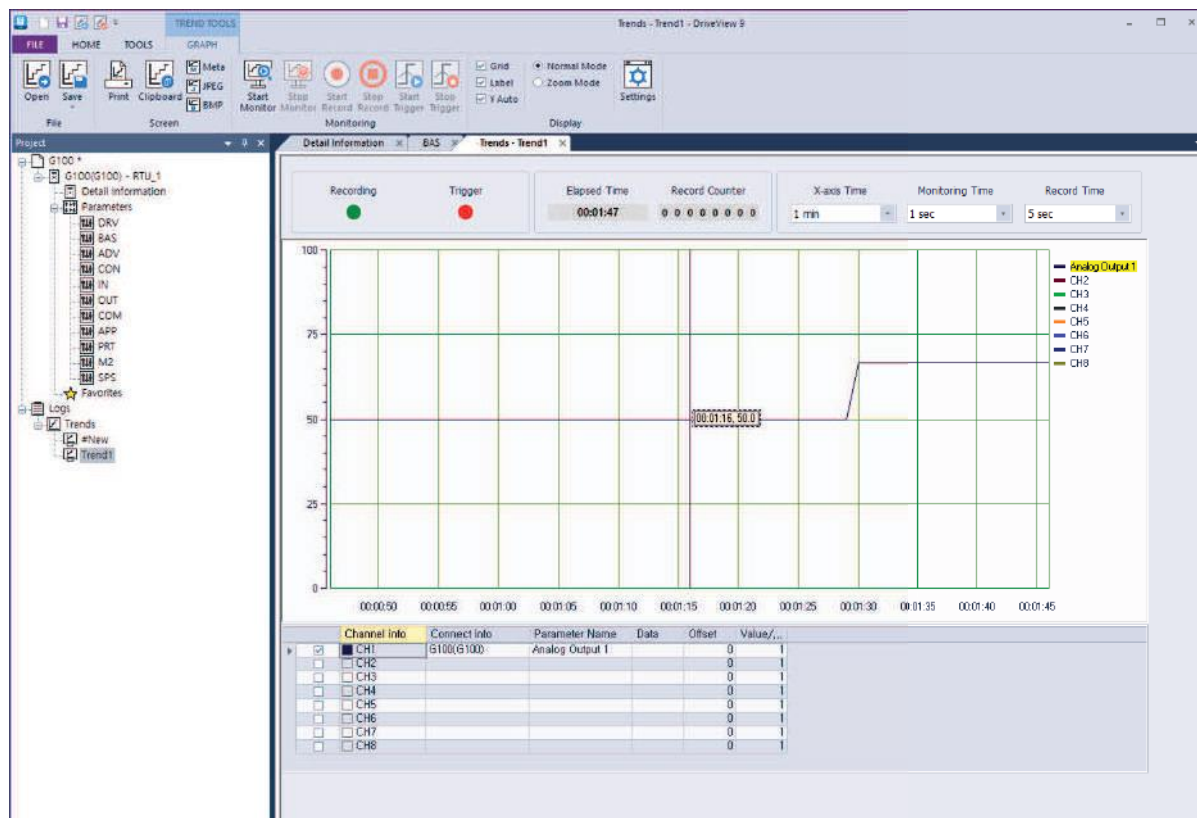 TREND TOOLS
Trends - Trend1 - DriveView 9
FILE HOME TOOLS GRAPH
Open
Save
Print
Clipboard
Meta
JPEG
BMP
Start Monitor
Stop Monitor
Start Record
Stop Record
Start Trigger
Stop Trigger
Grid
Label
Y Auto
Normal Mode
Zoom Mode
Settings
File
Screen
Monitoring
Display
Project
G100 *
G100(G100) - RTU_1
Detail Information
Parameters
DRV
BAS
ADV
CON
IN
OUT
COM
APP
PRT
M2
SPS
Favorites
Logs
Trends
#New
Trend1
Detail Information
BAS
Trends - Trend1
Recording
Trigger
Elapsed Time
Record Counter
X-axis Time
Monitoring Time
Record Time
00:01:47
0 0 0 0 0 0 0 0
1 min
1 sec
5 sec
100
75
50
25
0
00:01:16, 50.0
Analog Output 1
CH2
CH3
CH4
CH5
CH6
CH7
CH8
00:00:50 00:00:55 00:01:00 00:01:05 00:01:10 00:01:15 00:01:20 00:01:25 00:01:30 00:01:35 00:01:40 00:01:45
Channel info Connect info Parameter Name Data Offset Value/...
CH1 G100(G100) Analog Output 1 0 1
CH2 0 1
CH3 0 1
CH4 0 1
CH5 0 1
CH6 0 1
CH7 0 1
CH8 0 1